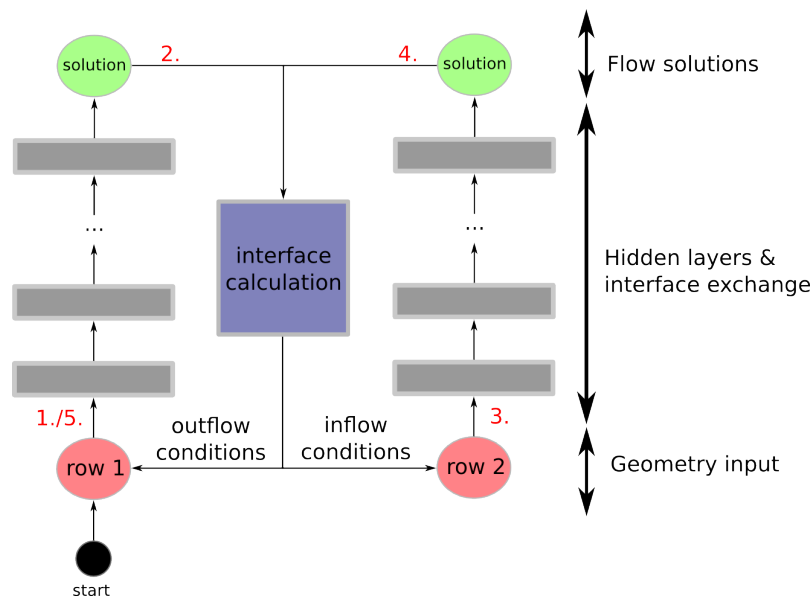 2.
4.
solution
solution
Flow solutions
...
...
interface
calculation
Hidden layers &
interface exchange
1./5.
3.
outflow
conditions
inflow
conditions
row 1
row 2
Geometry input
start